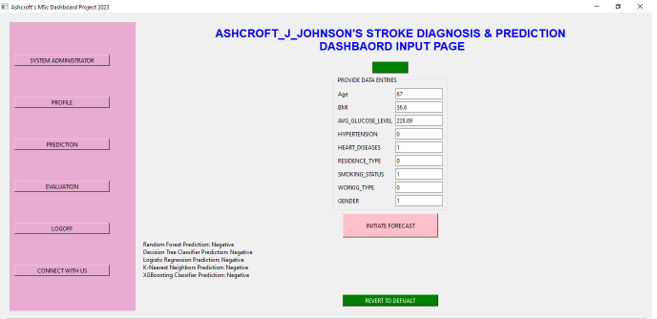 Ashcroft's MSc Dashboard Project 2023
ASHCROFT_J_JOHNSON'S STROKE DIAGNOSIS & PREDICTION
DASHBAORD INPUT PAGE
SYSTEM ADMINISTRATOR
PROFILE
PREDICTION
EVALUATION
LOGOFF
CONNECT WITH US
PROVIDE DATA ENTRIES
Age 67
BMI 36.6
AVG_GLUCOSE_LEVEL 228.69
HYPERTENSION 0
HEART_DISEASES 1
RESIDENCE_TYPE 0
SMOKING_STATUS 1
WORKIG_TYPE 0
GENDER 1
INITIATE FORECAST
Random Forest Prediction: Negative
Decision Tree Classifier Prediction: Negative
Logistic Regression Prediction: Negative
K-Nearest Neighbors Prediction: Negative
XGBoosting Classifier Prediction: Negative
REVERT TO DEFUALT